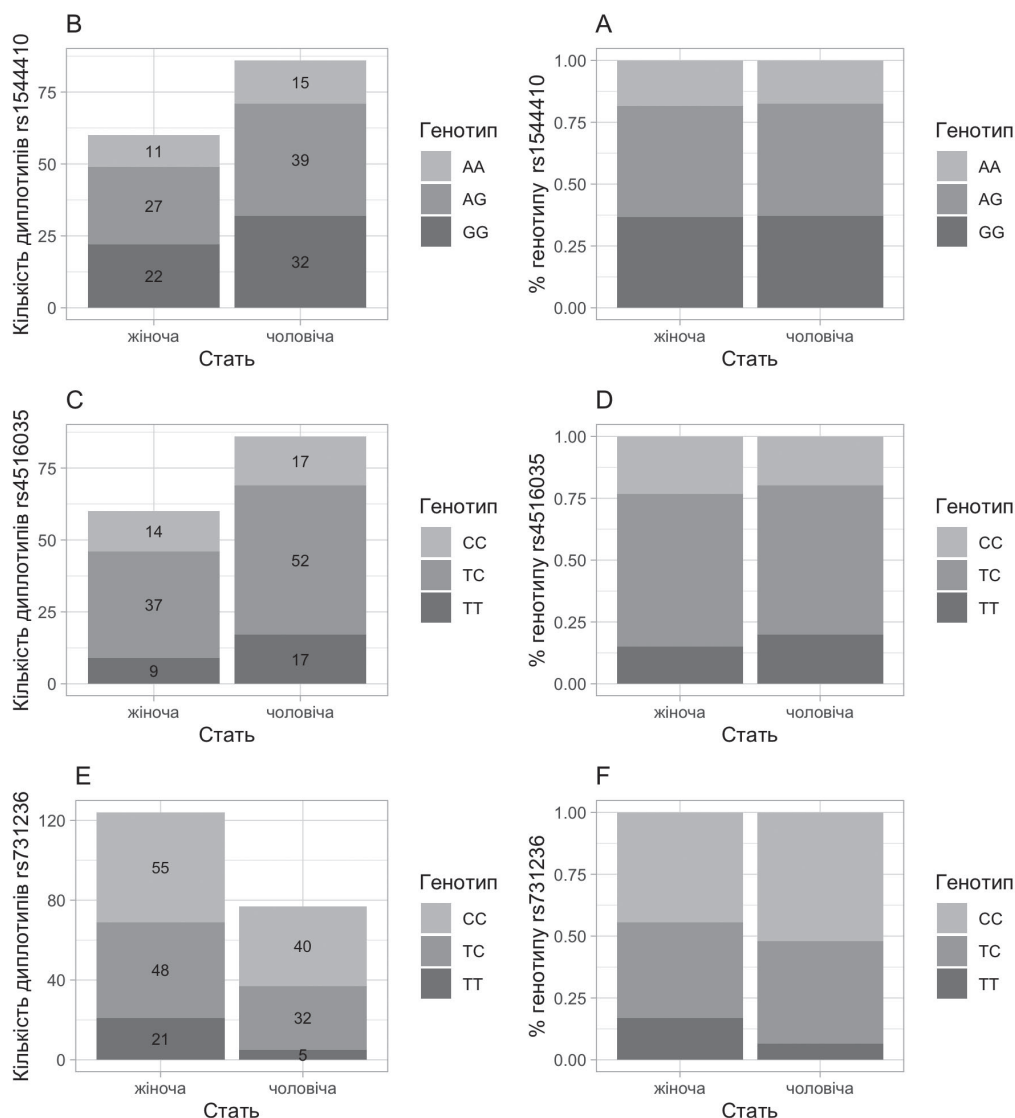 B
Кількість диплотипів rs1544410
75
50
25
0
15
11
39
27
32
22
жіноча
чоловіча
Стать
Генотип
AA
AG
GG
A
% генотипу rs1544410
1.00
0.75
0.50
0.25
0.00
жіноча
чоловіча
Стать
Генотип
AA
AG
GG
C
Кількість диплотипів rs4516035
75
50
25
0
17
14
52
37
17
9
жіноча
чоловіча
Стать
Генотип
CC
TC
TT
D
% генотипу rs4516035
1.00
0.75
0.50
0.25
0.00
жіноча
чоловіча
Стать
Генотип
CC
TC
TT
E
Кількість диплотипів rs731236
120
80
40
0
55
40
48
32
21
5
жіноча
чоловіча
Стать
Генотип
CC
TC
TT
F
% генотипу rs731236
1.00
0.75
0.50
0.25
0.00
жіноча
чоловіча
Стать
Генотип
CC
TC
TT